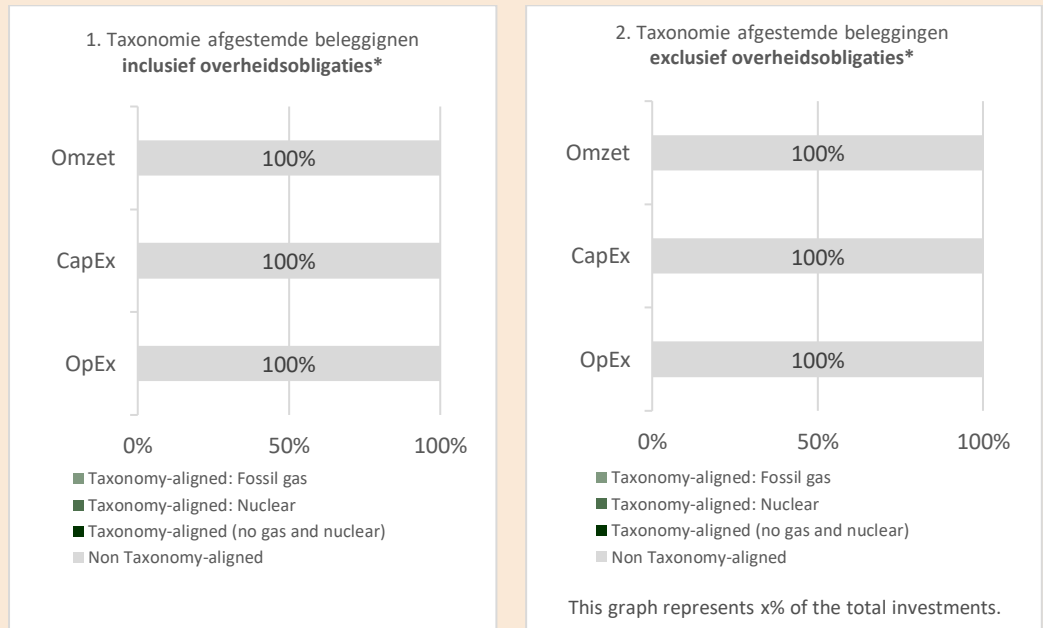 1. Taxonomie afgestemde beleggignen
inclusief overheidsobligaties*
Omzet
100%
CapEx
100%
OpEx
100%
0% 50% 100%
Taxonomy-aligned: Fossil gas
Taxonomy-aligned: Nuclear
Taxonomy-aligned (no gas and nuclear)
Non Taxonomy-aligned
2. Taxonomie afgestemde beleggingen
exclusief overheidsobligaties*
Omzet
100%
CapEx
100%
OpEx
100%
0% 50% 100%
Taxonomy-aligned: Fossil gas
Taxonomy-aligned: Nuclear
Taxonomy-aligned (no gas and nuclear)
Non Taxonomy-aligned
This graph represents x% of the total investments.